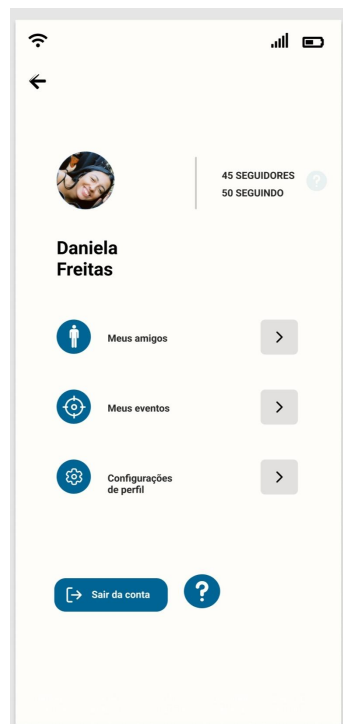 45 SEGUIDORES
50 SEGUINDO
?
Daniela
Freitas
Meus amigos
Meus eventos
Configurações
de perfil
Sair da conta
?